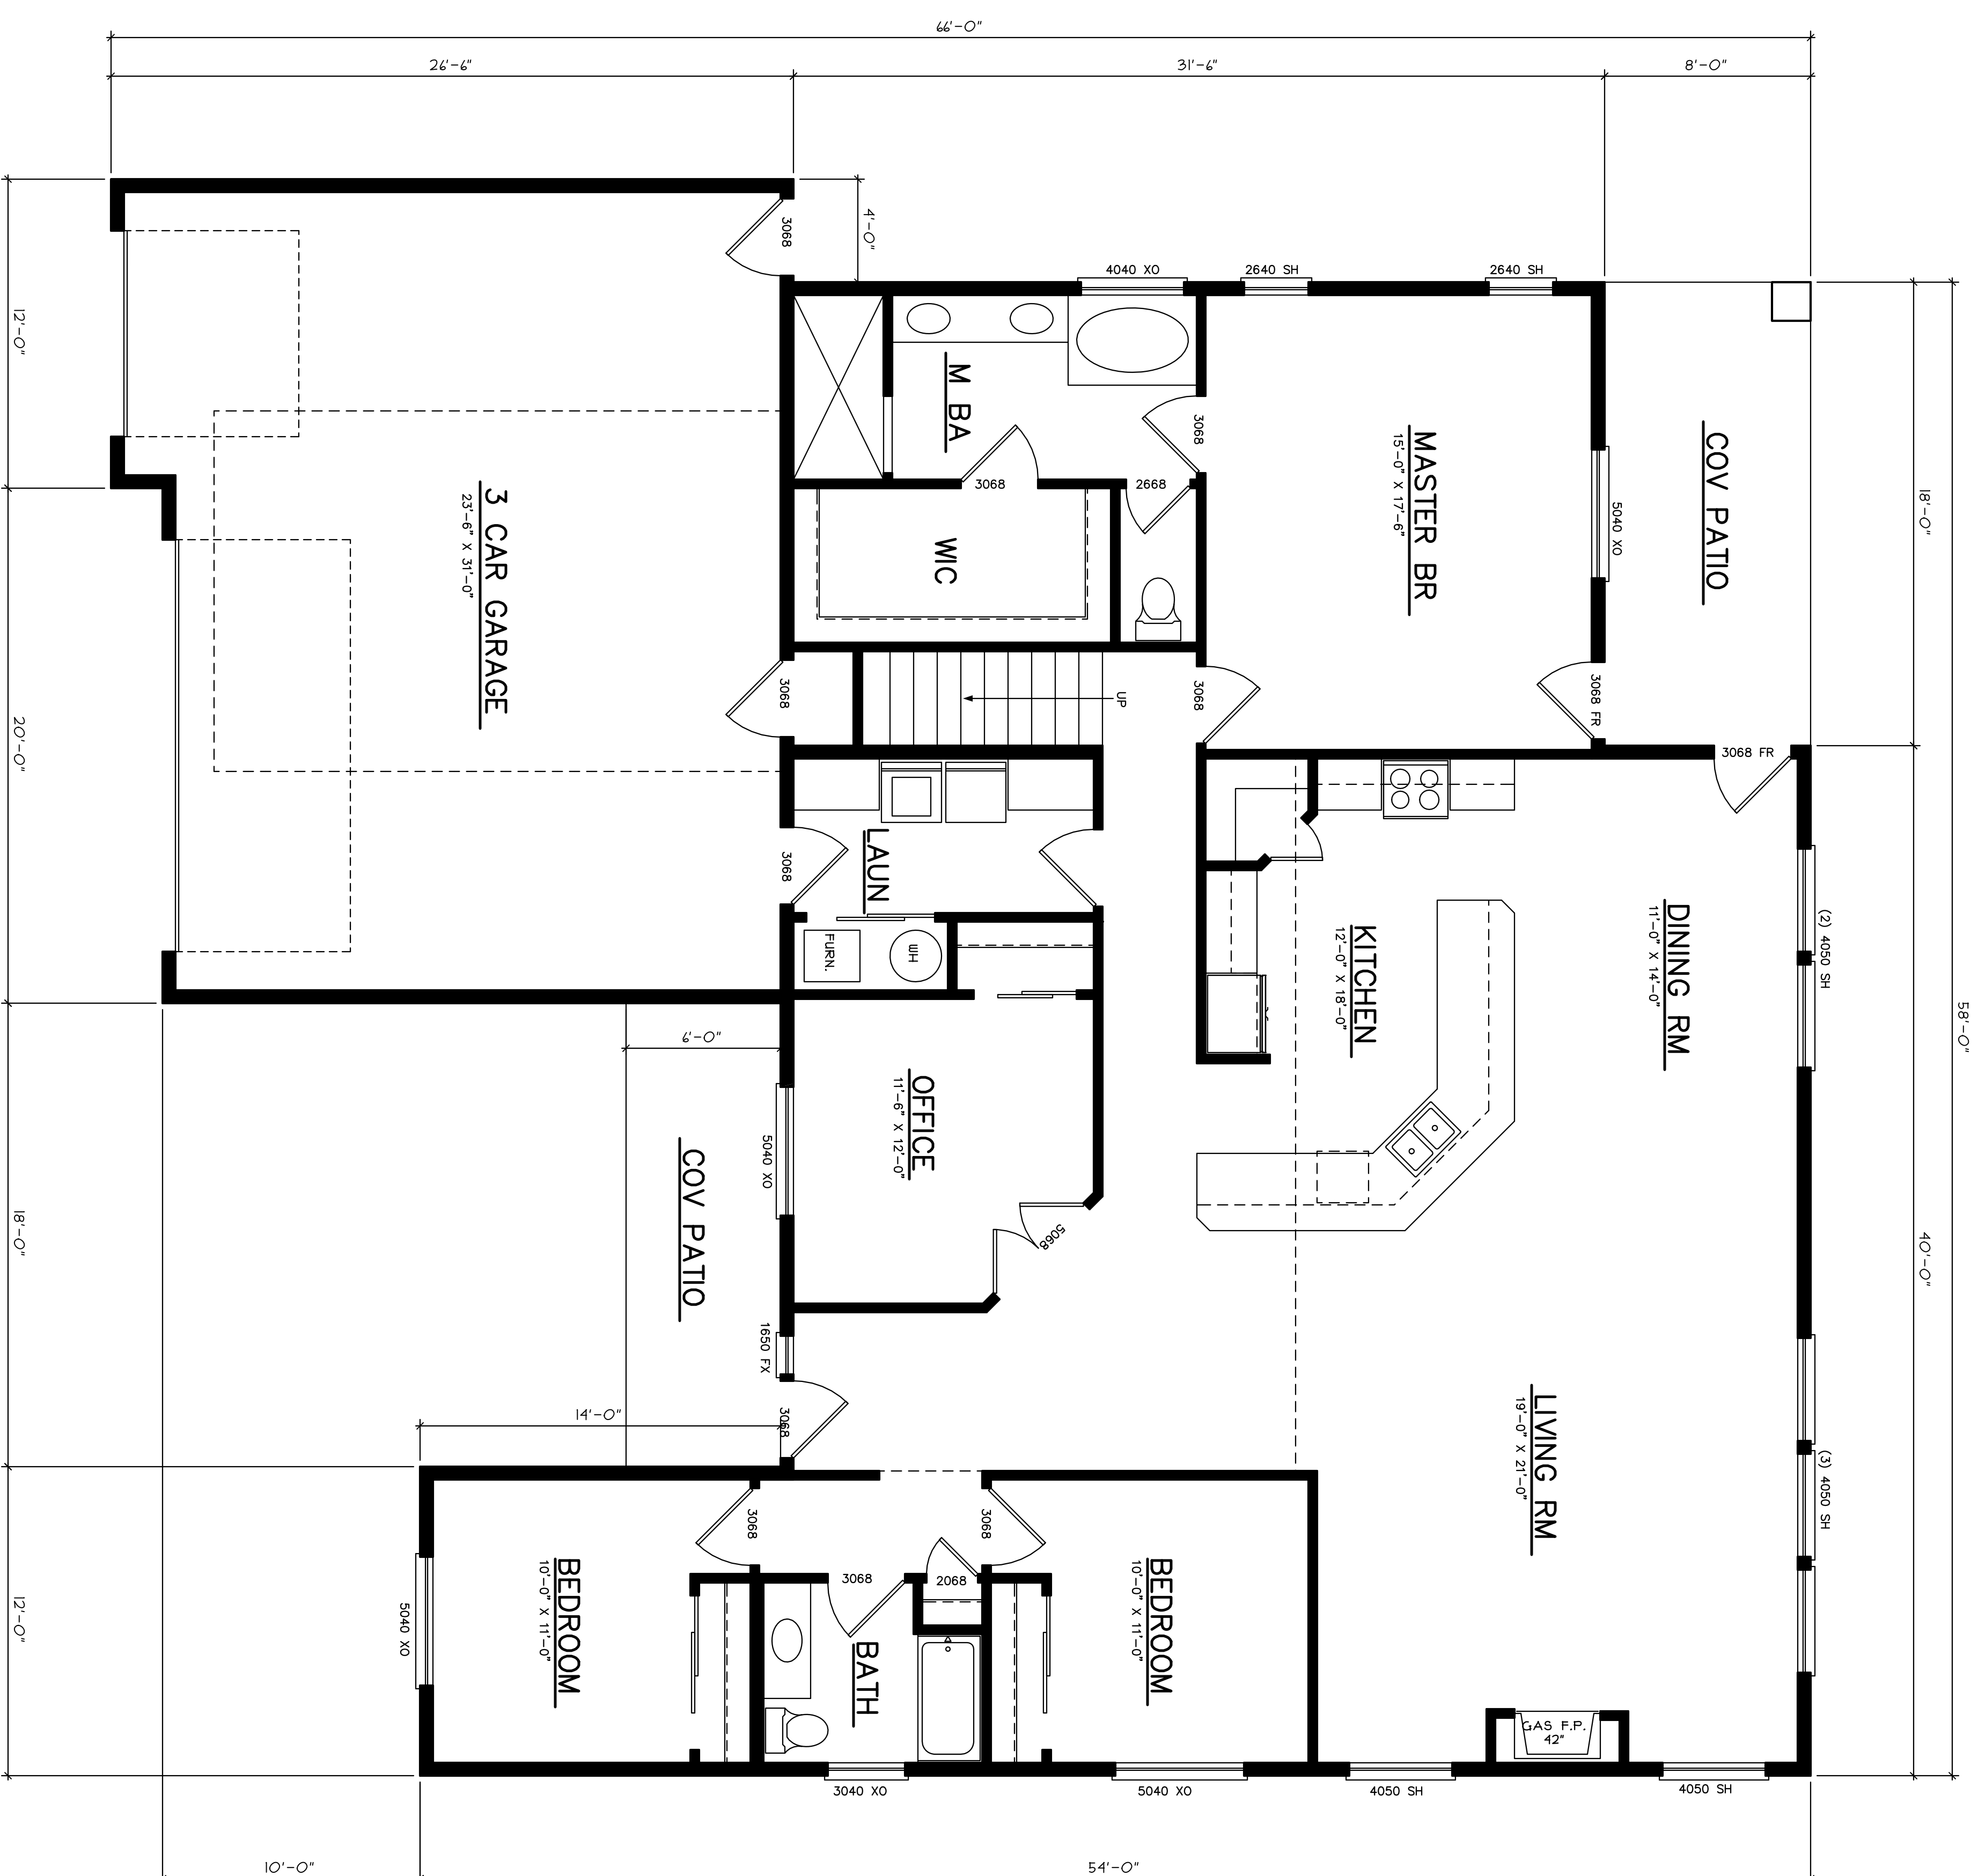 66'-0"
26'-6"
31'-6"
8'-0"
4'-0"
12'-0"
20'-0"
18'-0"
12'-0"
18'-0"
40'-0"
58'-0"
3068
4040 XO
2640 SH
2640 SH
M BA
3068
3068
2668
WIC
MASTER BR
15'-0" X 17'-6"
5040 XO
3068 FR
COV PATIO
3068 FR
3 CAR GARAGE
23'-6" X 31'-0"
3068
UP
3068
3068
LAUN
FURN.
WH
KITCHEN
12'-0" X 18'-0"
DINING RM
11'-0" X 14'-0"
(2) 4050 SH
6'-0"
OFFICE
11'-6" X 12'-0"
5040 XO
5068
COV PATIO
1650 FX
3068
14'-0"
LIVING RM
19'-0" X 21'-0"
(3) 4050 SH
GAS F.P.
42"
BEDROOM
10'-0" X 11'-0"
5040 XO
3068
3068
3068
2068
BATH
BEDROOM
10'-0" X 11'-0"
3040 XO
5040 XO
4050 SH
4050 SH
10'-0"
54'-0"